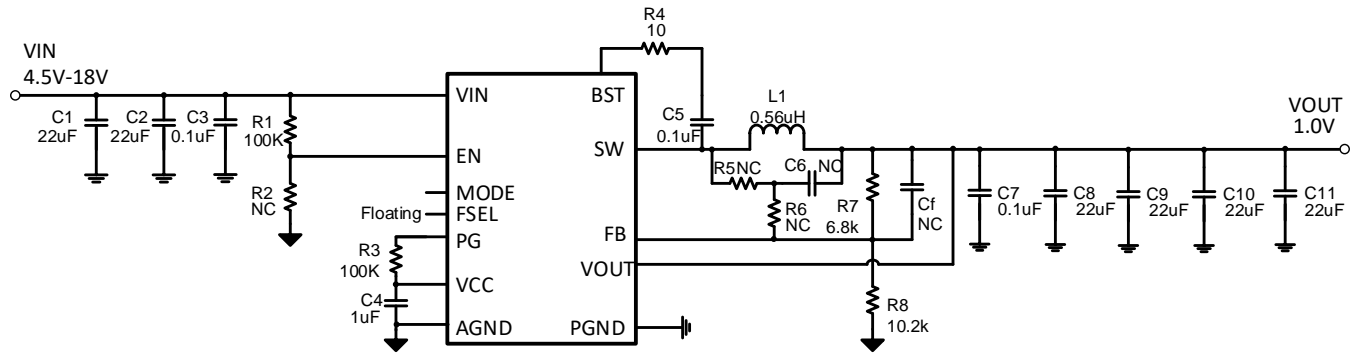 R4
10
VIN
4.5V-18V
C1
22uF
C2
22uF
C3
0.1uF
R1
100K
R2
NC
Floating
R3
100K
C4
1uF
VIN
EN
MODE
FSEL
PG
VCC
AGND
BST
SW
FB
VOUT
PGND
C5
0.1uF
L1
0.56uH
R5NC
C6 NC
R6
NC
R7
6.8k
Cf
NC
R8
10.2k
VOUT
1.0V
C7
0.1uF
C8
22uF
C9
22uF
C10
22uF
C11
22uF